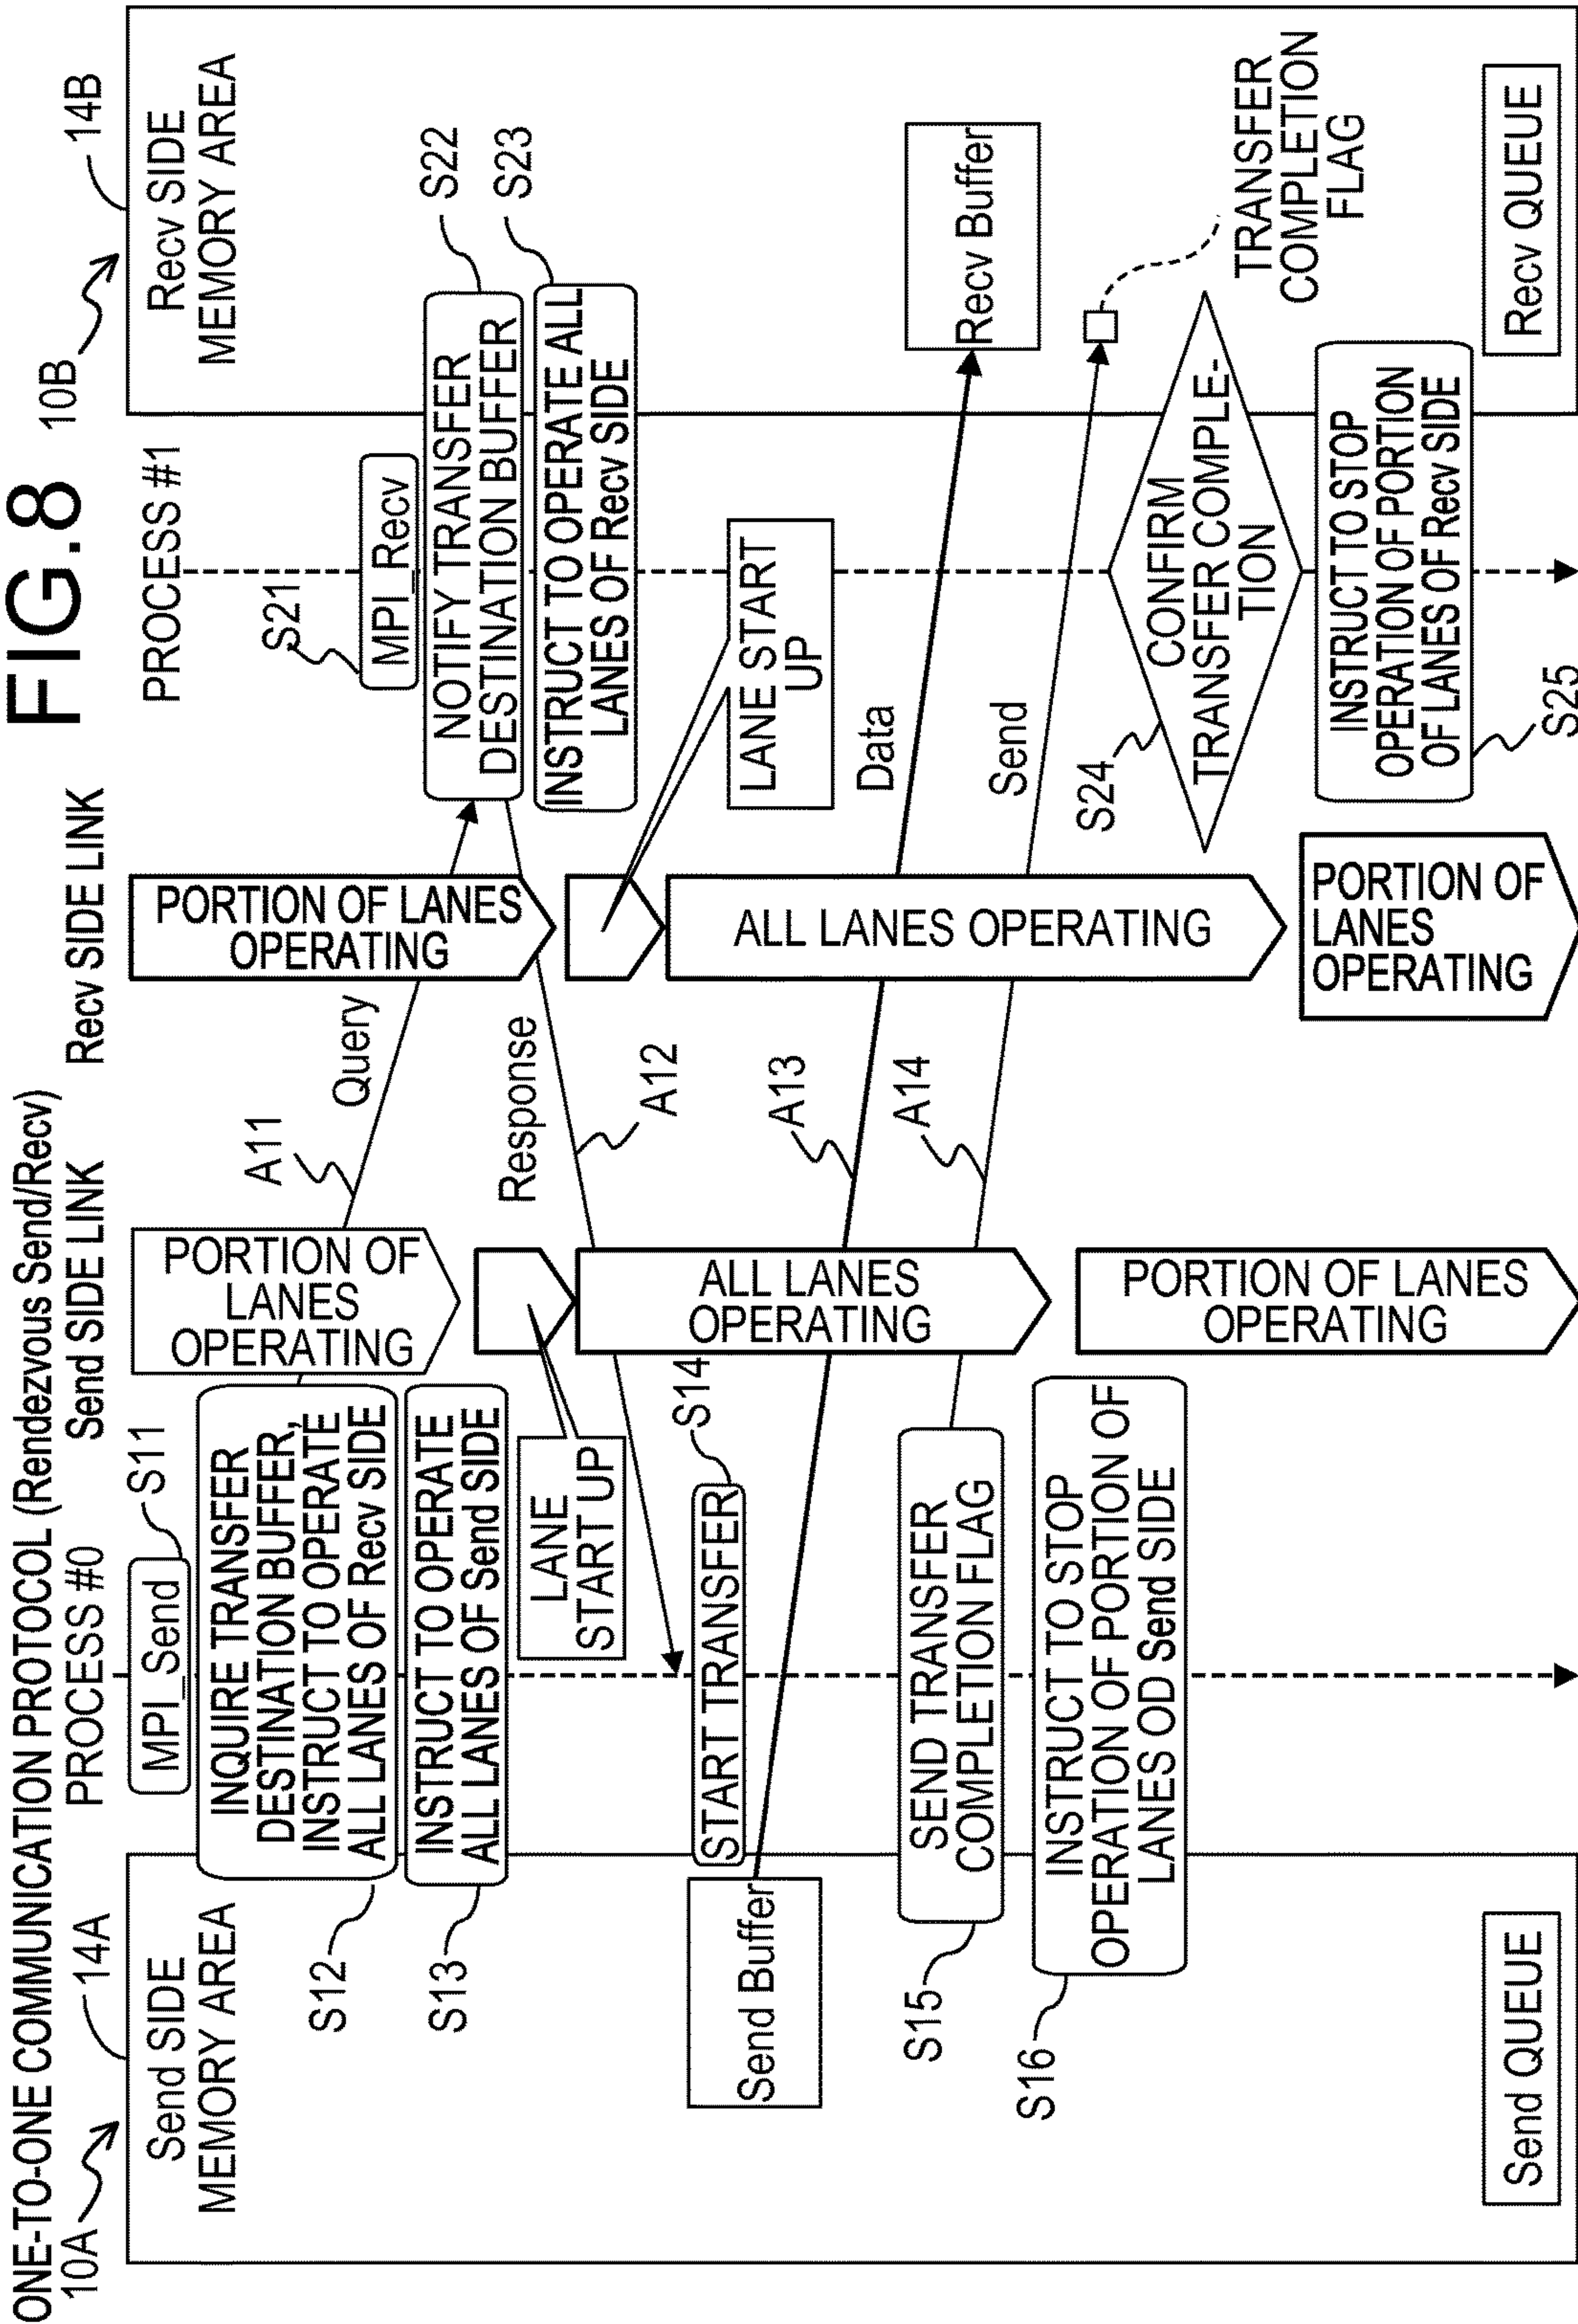 FIG.8
ONE-TO-ONE COMMUNICATION PROTOCOL (Rendezvous Send/Recv)
10A
14A
PROCESS #0
Send SIDE LINK
Recv SIDE LINK
PROCESS #1
10B
14B
Send SIDE
MEMORY AREA
MPI_Send
S11
INQUIRE TRANSFER
DESTINATION BUFFER,
INSTRUCT TO OPERATE
ALL LANES OF Recv SIDE
S12
INSTRUCT TO OPERATE
ALL LANES OF Send SIDE
S13
LANE
START UP
START TRANSFER
S14
Send Buffer
SEND TRANSFER
COMPLETION FLAG
S15
INSTRUCT TO STOP
OPERATION OF PORTION OF
LANES OD Send SIDE
S16
Send QUEUE
PORTION OF
LANES
OPERATING
ALL LANES
OPERATING
PORTION OF LANES
OPERATING
A11
Query
Response
A12
A13
A14
Data
Send
PORTION OF LANES
OPERATING
ALL LANES OPERATING
PORTION OF
LANES
OPERATING
S21
MPI_Recv
NOTIFY TRANSFER
DESTINATION BUFFER
S22
INSTRUCT TO OPERATE ALL
LANES OF Recv SIDE
S23
LANE START
UP
S24
CONFIRM
TRANSFER COMPLE-
TION
INSTRUCT TO STOP
OPERATION OF PORTION
OF LANES OF Recv SIDE
S25
Recv SIDE
MEMORY AREA
Recv Buffer
TRANSFER
COMPLETION
FLAG
Recv QUEUE